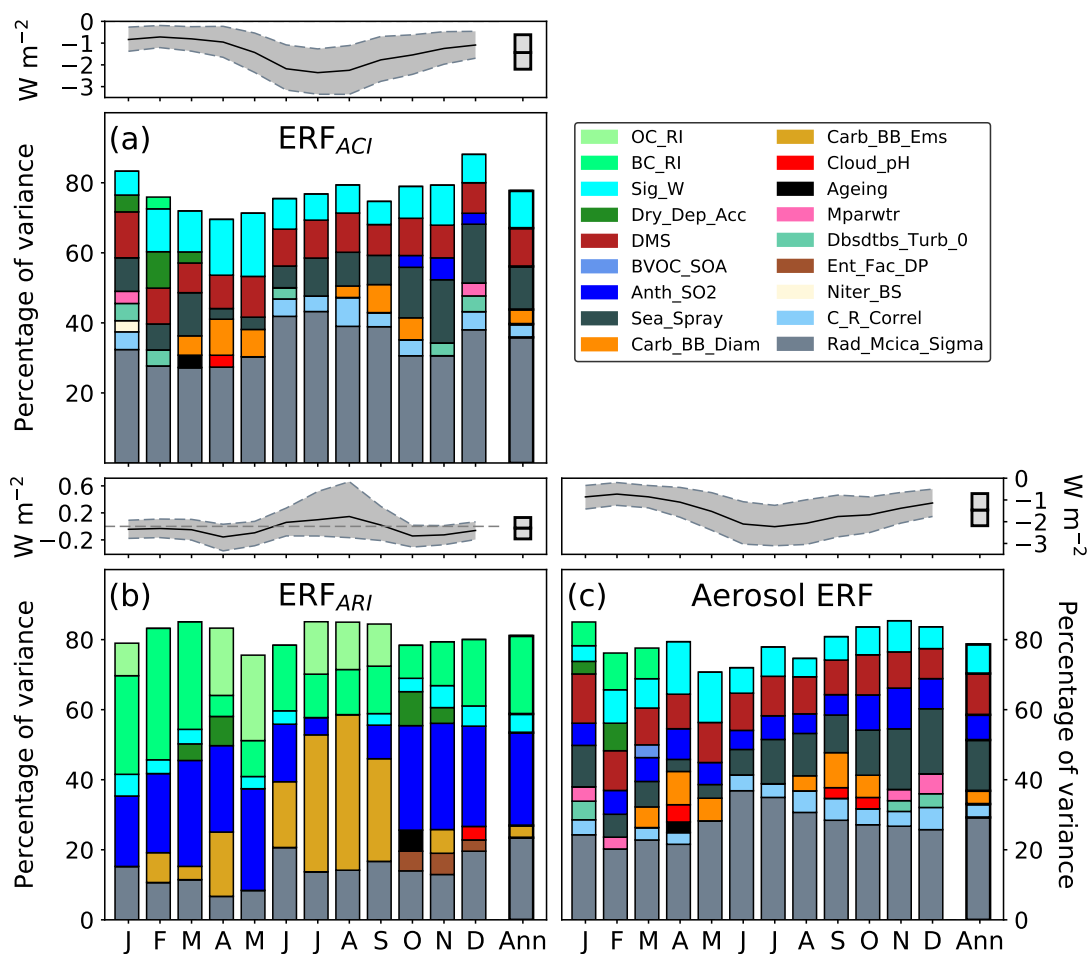 0
−1
−2
−3
W m−2
(a) ERFACI
Percentage of variance
80
60
40
20
OC_RI
BC_RI
Sig_W
Dry_Dep_Acc
DMS
BVOC_SOA
Anth_SO2
Sea_Spray
Carb_BB_Diam
Carb_BB_Ems
Cloud_pH
Ageing
Mparwtr
Dbsdtbs_Turb_0
Ent_Fac_DP
Niter_BS
C_R_Correl
Rad_Mcica_Sigma
0.6
0.2
−0.2
W m−2
0
−1
−2
−3
W m−2
(b) ERFARI
Percentage of variance
80
60
40
20
0
J F M A M J J A S O N D Ann
(c) Aerosol ERF
Percentage of variance
80
60
40
20
0
J F M A M J J A S O N D Ann